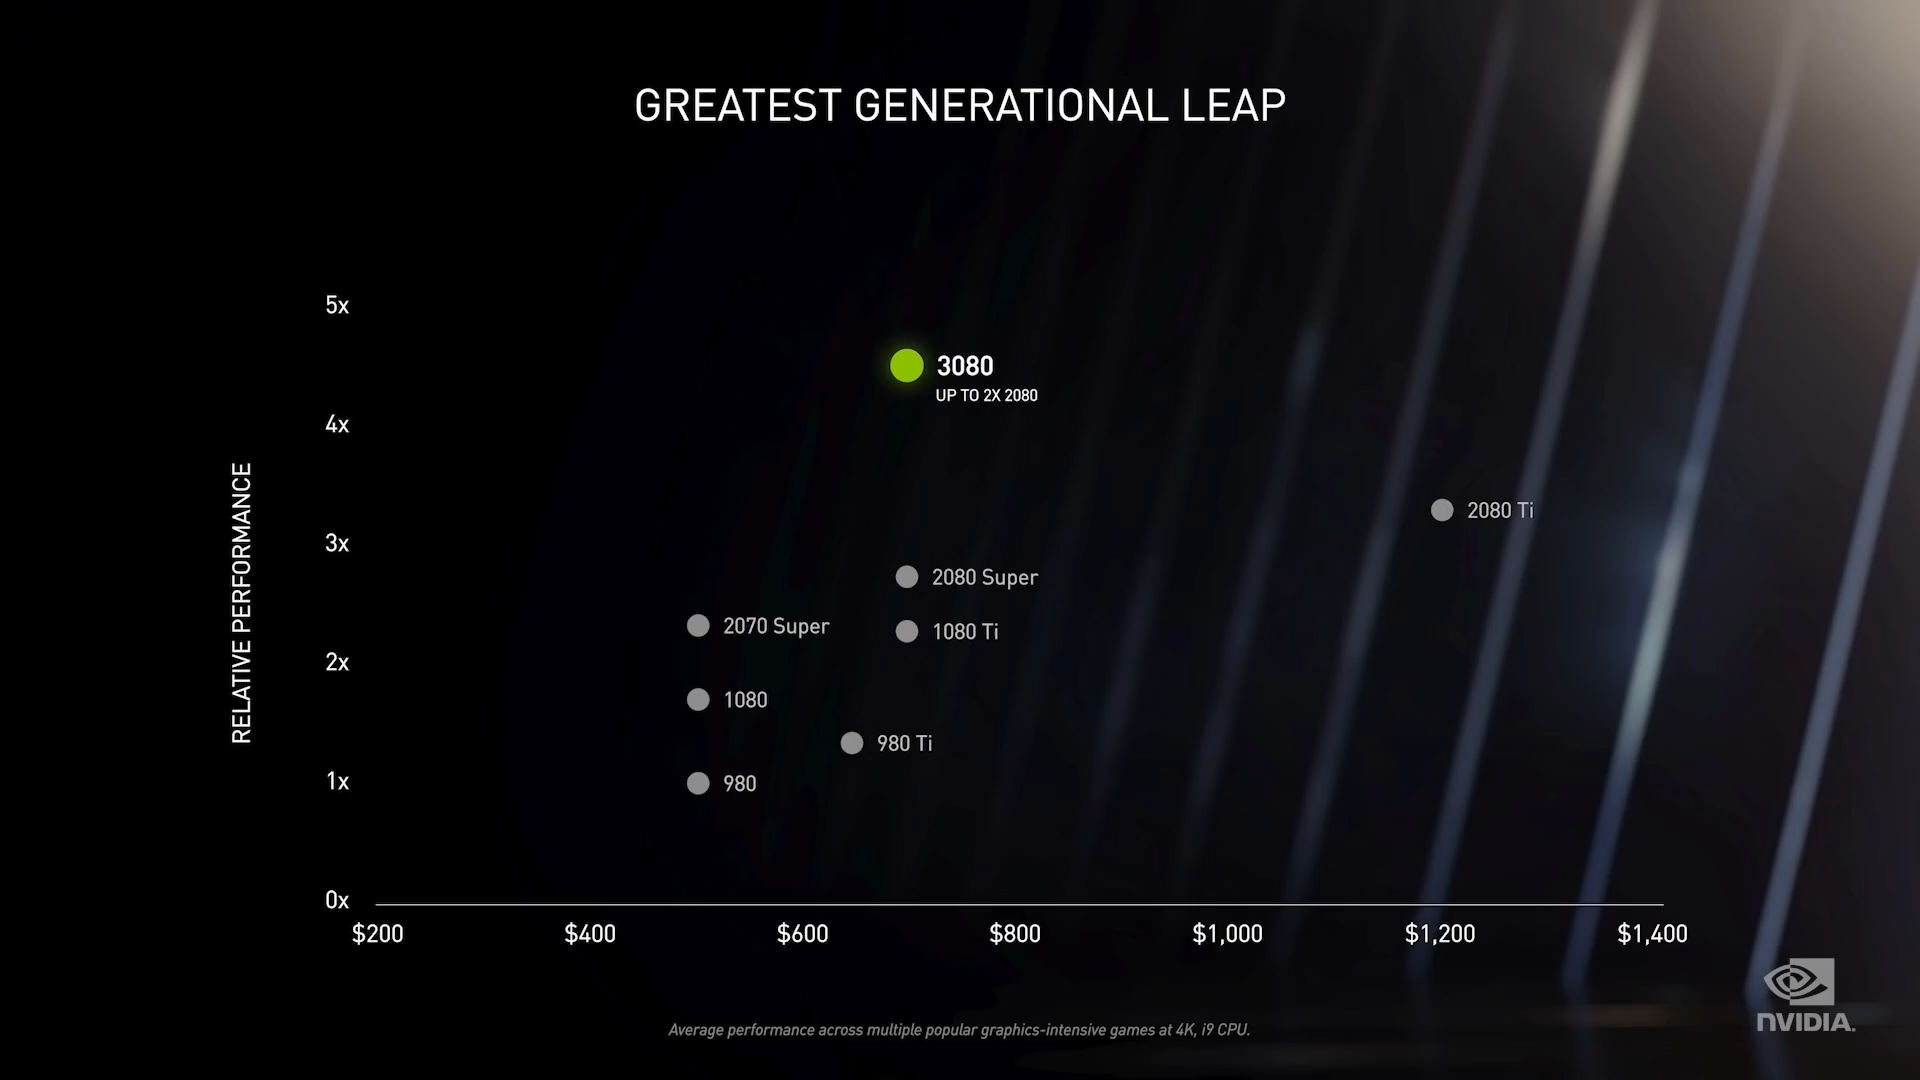 GREATEST GENERATIONAL LEAP
RELATIVE PERFORMANCE
5x
4x
3x
2x
1x
0x
3080
UP TO 2X 2080
2080 Ti
2080 Super
2070 Super
1080 Ti
1080
980 Ti
980
$200
$400
$600
$800
$1,000
$1,200
$1,400
Average performance across multiple popular graphics-intensive games at 4K, i9 CPU.
NVIDIA.